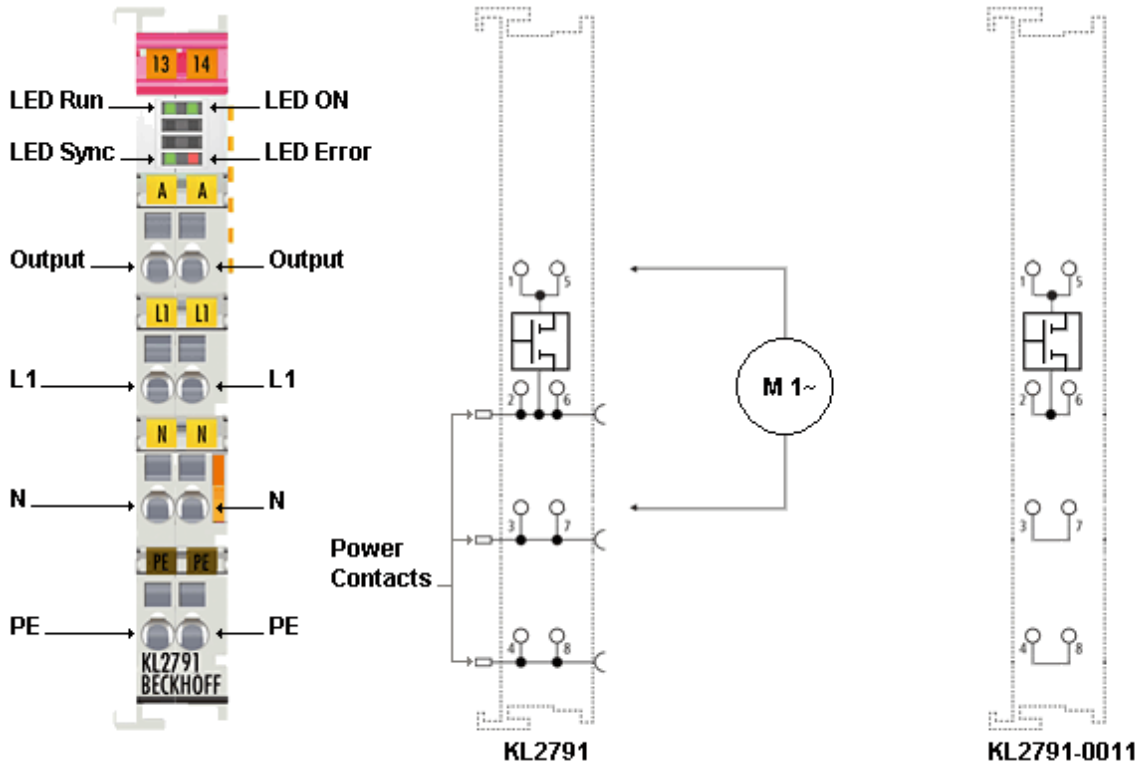 13 14
LED Run
LED ON
LED Sync
LED Error
A A
Output
Output
L1 L1
L1
L1
N N
N
N
PE PE
PE
PE
KL2791
BECKHOFF
1 5
2 6
3 7
4 8
Power
Contacts
KL2791
M 1~
1 5
2 6
3 7
4 8
KL2791-0011